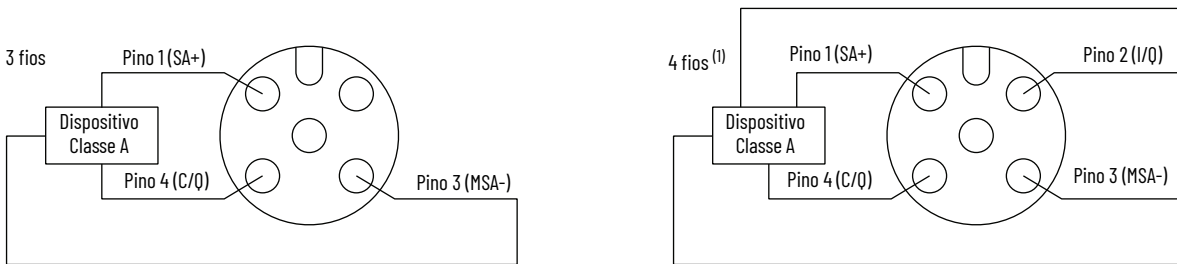 3 fios
Pino 1 (SA+)
Dispositivo
Classe A
Pino 4 (C/Q)
Pino 3 (MSA-)
4 fios (1)
Pino 1 (SA+)
Pino 2 (I/Q)
Dispositivo
Classe A
Pino 4 (C/Q)
Pino 3 (MSA-)